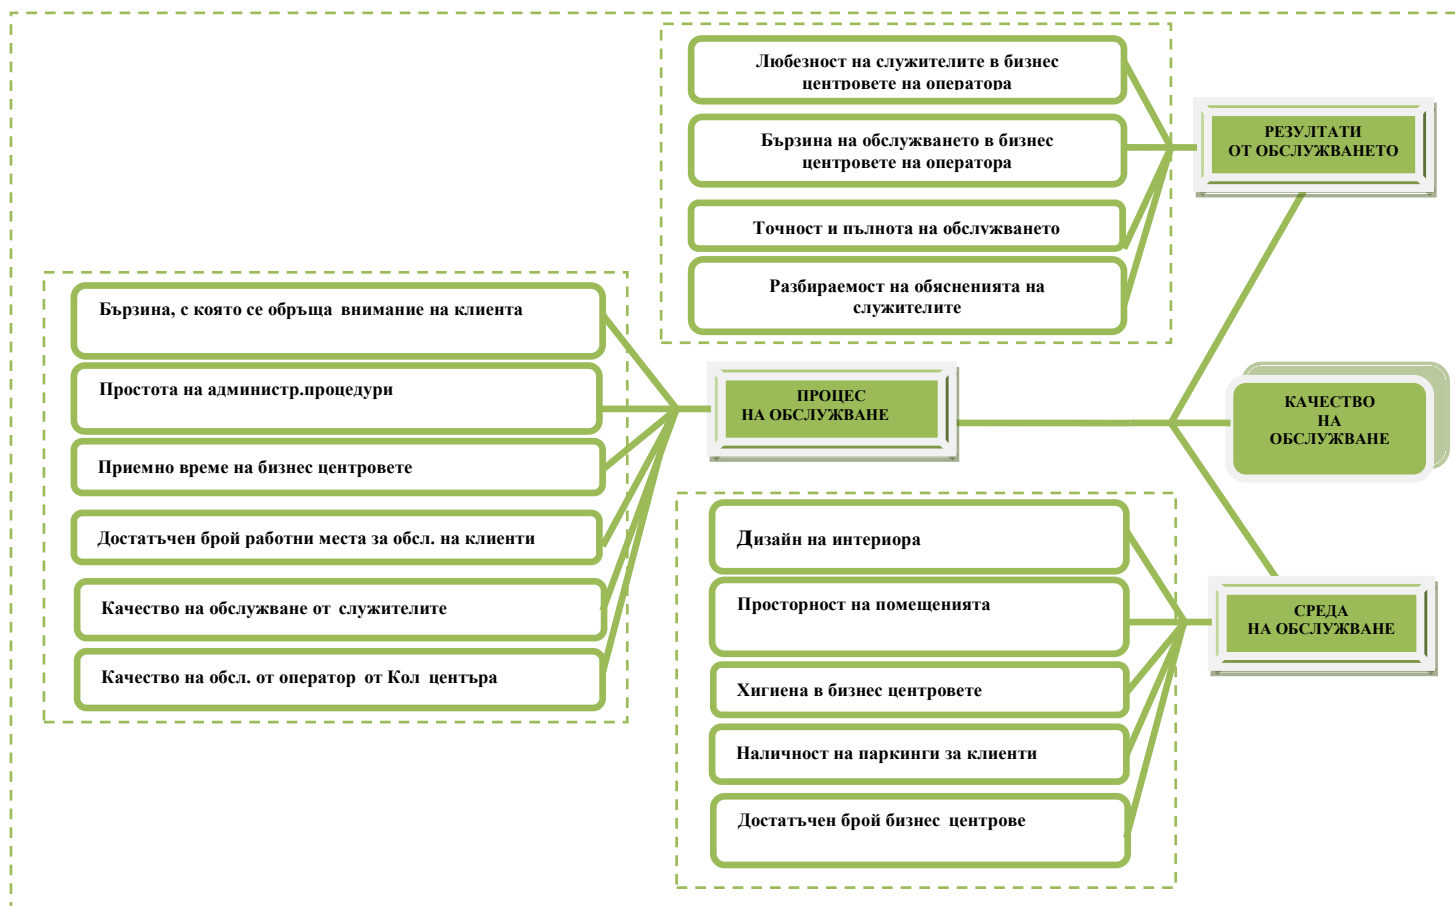 Любезност на служителите в бизнес
центровете на оператора
Бързина на обслужването в бизнес
центровете на оператора
Точност и пълнота на обслужването
Разбираемост на обясненията на
служителите
РЕЗУЛТАТИ
ОТ ОБСЛУЖВАНЕТО
Бързина, с която се обръща внимание на клиента
Простота на администр.процедури
Приемно време на бизнес центровете
Достатъчен брой работни места за обсл. на клиенти
Качество на обслужване от служителите
Качество на обсл. от оператор от Кол центъра
ПРОЦЕС
НА ОБСЛУЖВАНЕ
КАЧЕСТВО
НА
ОБСЛУЖВАНЕ
Дизайн на интериора
Просторност на помещенията
Хигиена в бизнес центровете
Наличност на паркинги за клиенти
Достатъчен брой бизнес центрове
СРЕДА
НА ОБСЛУЖВАНЕ